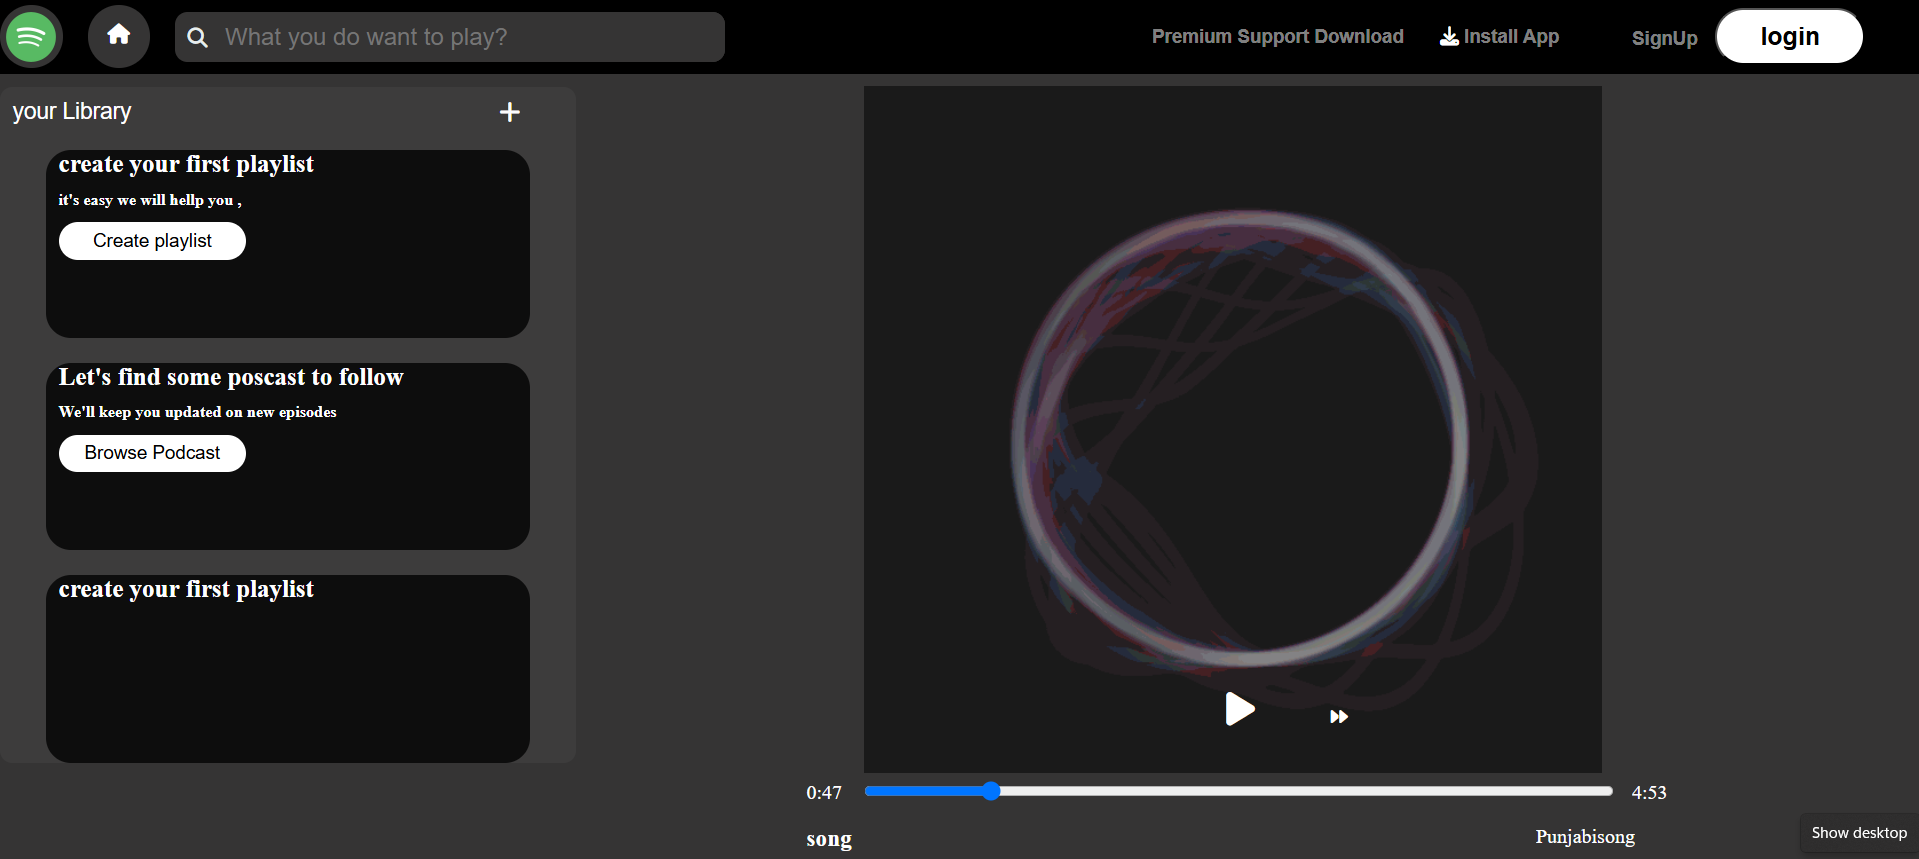 What you do want to play?
Premium Support Download
Install App
SignUp
login
your Library
create your first playlist
it's easy we will hellp you ,
Create playlist
Let's find some poscast to follow
We'll keep you updated on new episodes
Browse Podcast
create your first playlist
0:47
4:53
song
Punjabisong
Show desktop